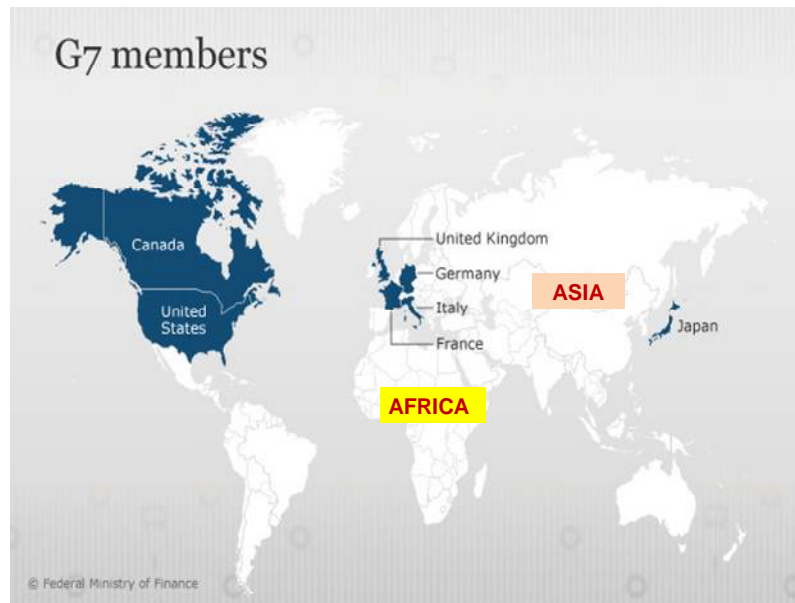 G7 members
Canada
United
States
United Kingdom
Germany
Italy
France
ASIA
Japan
AFRICA
© Federal Ministry of Finance